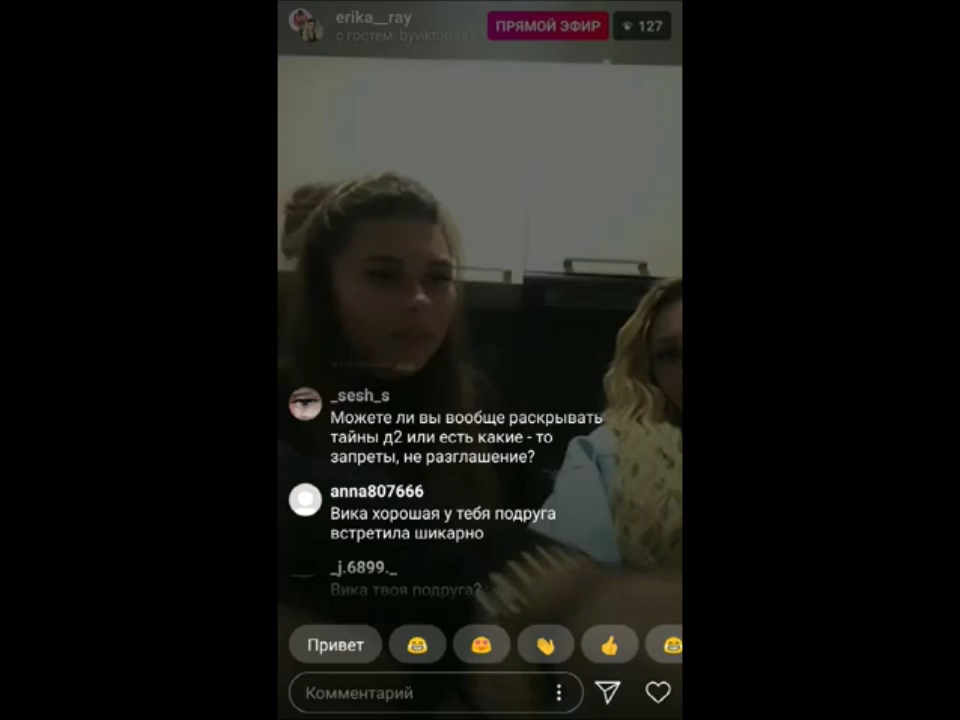 erika__ray
ПРЯМОЙ ЭФИР
127
с гостем:
_sesh_s
Можете ли вы вообще раскрывать
тайны д2 или есть какие - то
запреты, не разглашение?
anna807666
Вика хорошая у тебя подруга
встретила шикарно
_j.6899._
Вика твоя подруга?
Привет
Комментарий